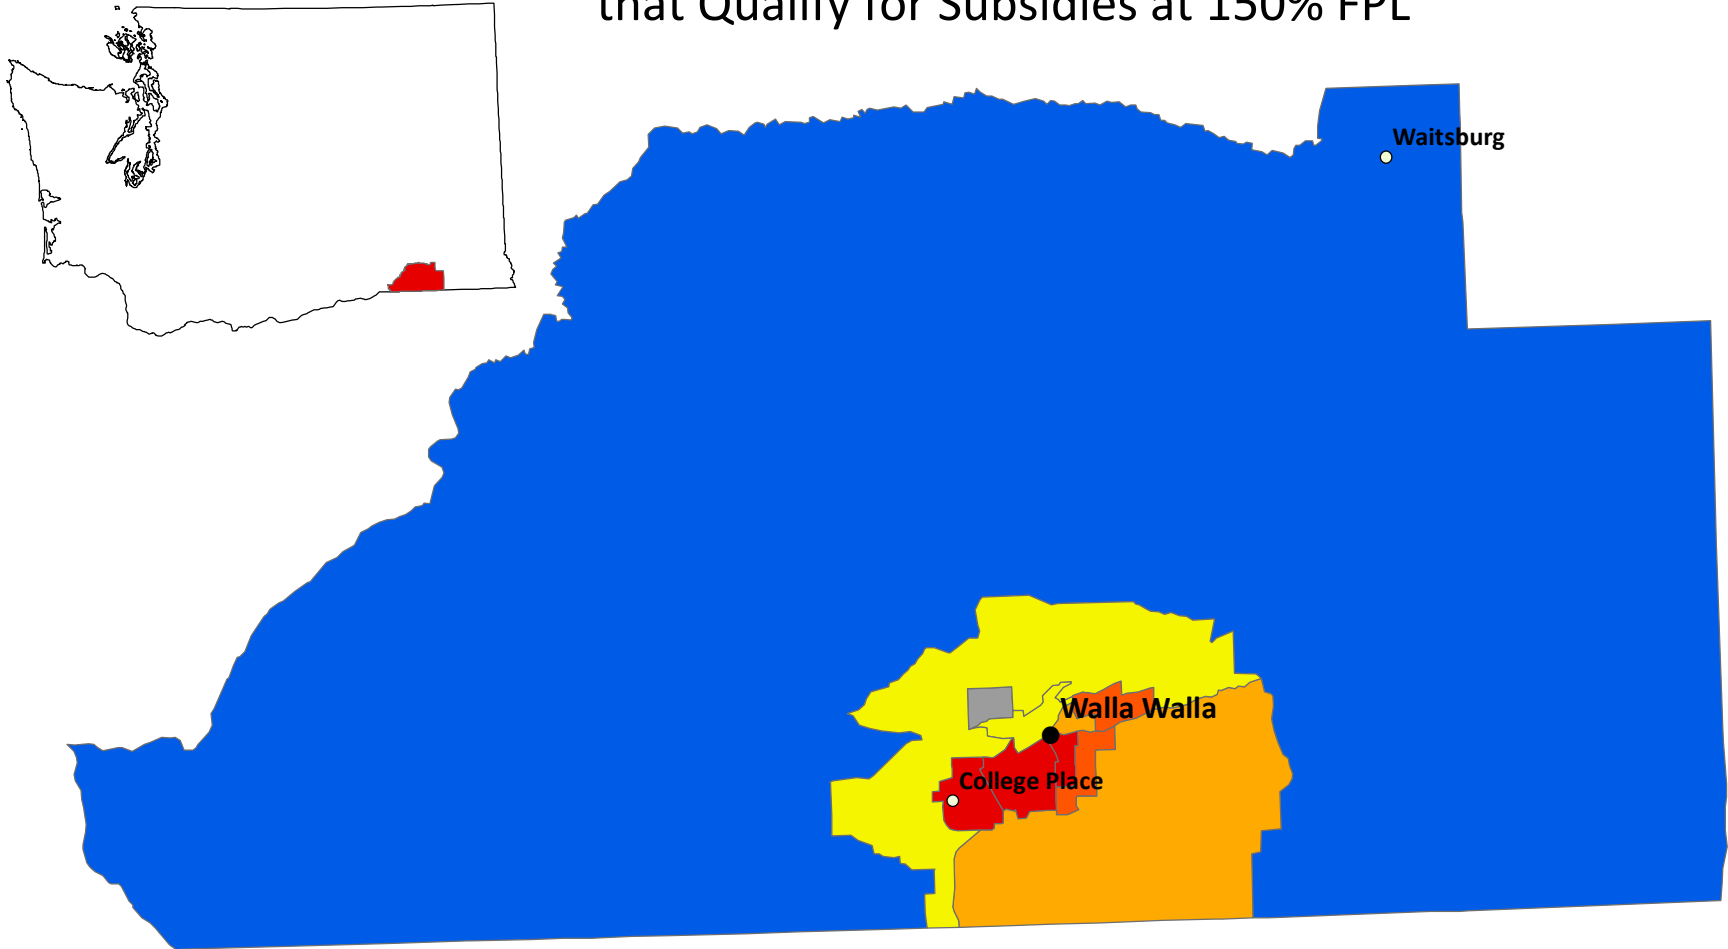 that Qualify for Subsidies at 150% FPL
Waitsburg
Walla Walla
College Place